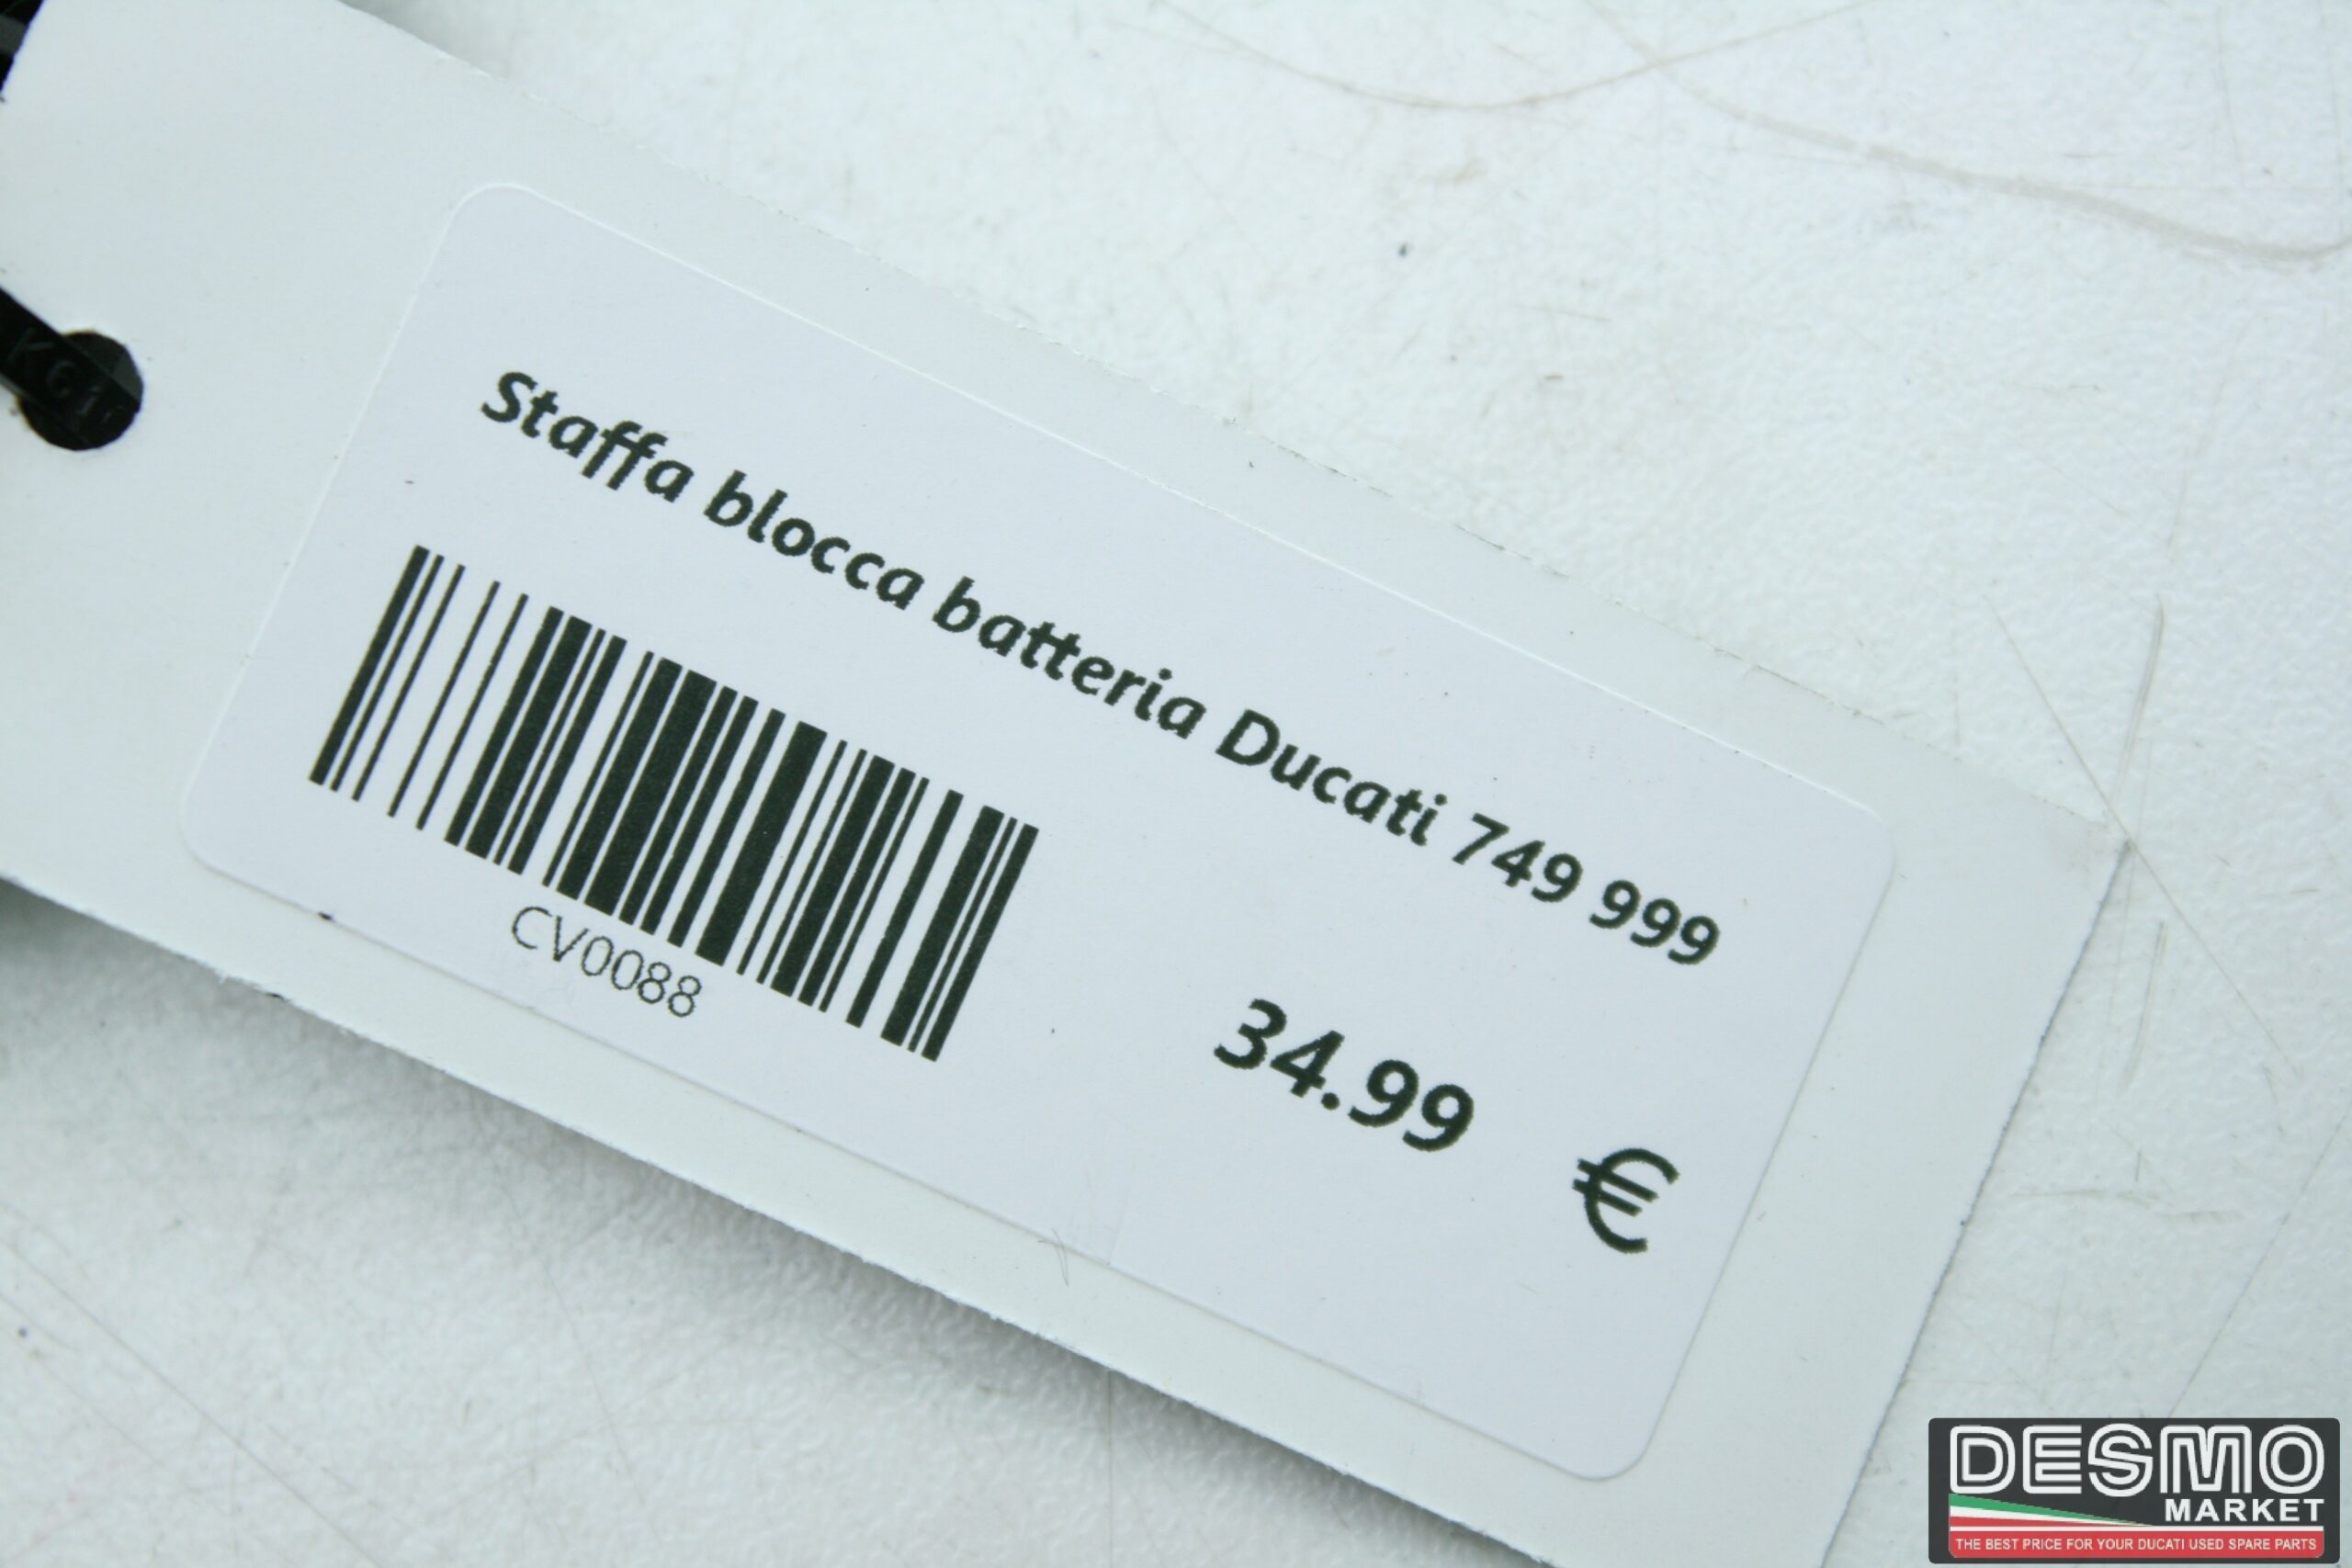 Staffa blocca batteria Ducati 749 999
CV0088
34.99 €
DESMO
MARKET
THE BEST PRICE FOR YOUR DUCATI USED SPARE PARTS